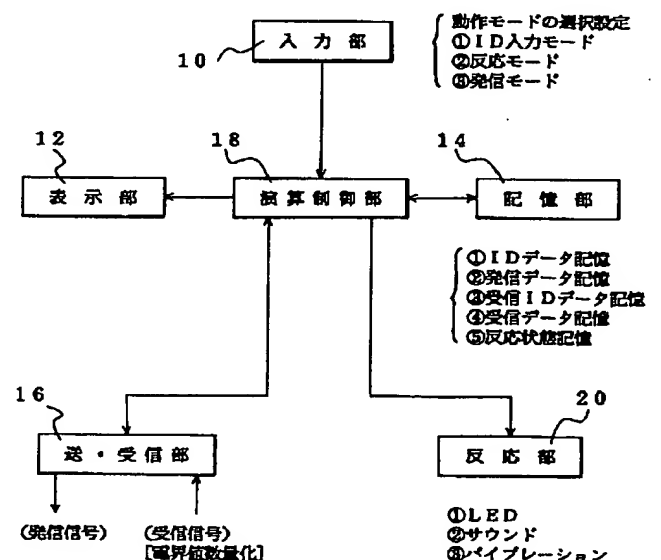 動作モードの選択設定
①ID入力モード
②反応モード
③発信モード
入力部
10
12
18
14
表示部
演算制御部
記憶部
①IDデータ記憶
②発信データ記憶
③受信IDデータ記憶
④受信データ記憶
⑤反応状態記憶
16
20
送・受信部
反応部
(発信信号)
(受信信号)
[電界値数量化]
①LED
②サウンド
③バイブレーション